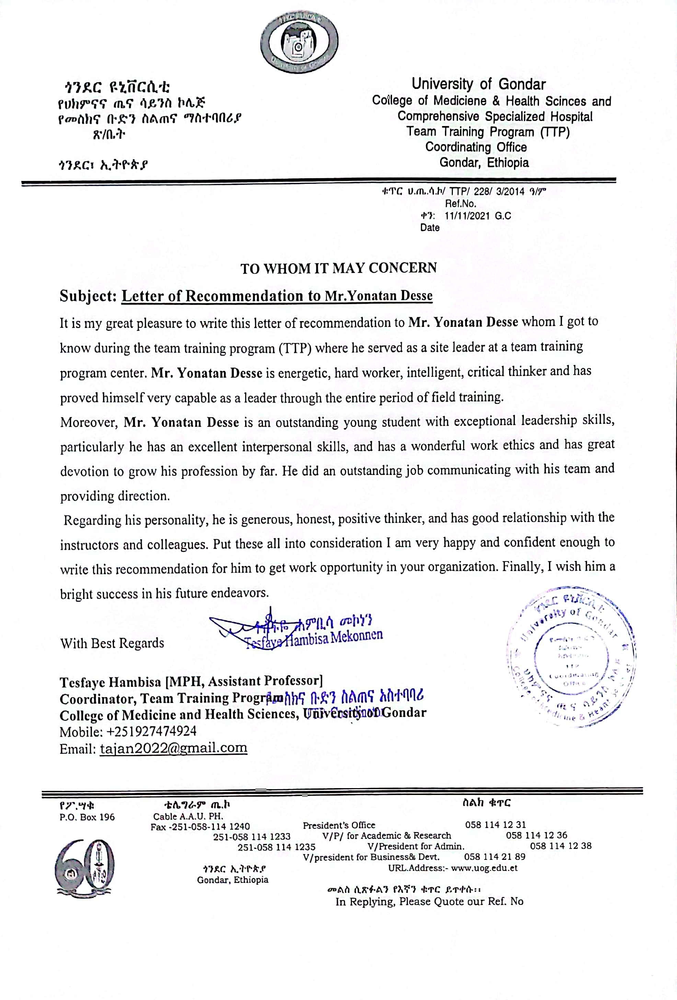 University of Gondar
ጎንደር ዩኒቨርሲቲ
የህክምናና ጤና ሳይንስ ኮሌጅ
የመስክና ቡድን ስልጠና ማስተባበሪያ
ጽ/ቤት
ጎንደር፣ ኢትዮጵያ
University of Gondar
College of Mediciene & Health Scinces and
Comprehensive Specialized Hospital
Team Training Program (TTP)
Coordinating Office
Gondar, Ethiopia
ቁጥር ህ.ጤ.ሳ.ኮ/ TTP/ 228/ 3/2014 ዓ/ም
Ref.No.
ቀን: 11/11/2021 G.C
Date
TO WHOM IT MAY CONCERN
Subject: Letter of Recommendation to Mr.Yonatan Desse
It is my great pleasure to write this letter of recommendation to Mr. Yonatan Desse whom I got to
know during the team training program (TTP) where he served as a site leader at a team training
program center. Mr. Yonatan Desse is energetic, hard worker, intelligent, critical thinker and has
proved himself very capable as a leader through the entire period of field training.
Moreover, Mr. Yonatan Desse is an outstanding young student with exceptional leadership skills,
particularly he has an excellent interpersonal skills, and has a wonderful work ethics and has great
devotion to grow his profession by far. He did an outstanding job communicating with his team and
providing direction.
Regarding his personality, he is generous, honest, positive thinker, and has good relationship with the
instructors and colleagues. Put these all into consideration I am very happy and confident enough to
write this recommendation for him to get work opportunity in your organization. Finally, I wish him a
bright success in his future endeavors.
With Best Regards
ሐምቢሳ መኮነን
Tesfaye Hambisa Mekonnen
Tesfaye Hambisa [MPH, Assistant Professor]
Coordinator, Team Training Program
ቡድን ስልጠና አስተባባሪ
College of Medicine and Health Sciences, University of Gondar
Mobile: +251927474924
Email: tajan2022@gmail.com
ዩኒቨርሲቲ
University of Gondar
Coordinating
Office
College of Medicine & Health
የፖ.ሣቁ
P.O. Box 196
ቴሌግራም ጤ.ኮ
Cable A.A.U. PH.
Fax -251-058-114 1240
251-058 114 1233
251-058 114 1235
ስልክ ቁጥር
President's Office 058 114 12 31
V/P/ for Academic & Research 058 114 12 36
V/President for Admin. 058 114 12 38
V/president for Business& Devt. 058 114 21 89
URL.Address:- www.uog.edu.et
ጎንደር ኢትዮጵያ
Gondar, Ethiopia
60
መልስ ሲጽፉልን የእኛን ቁጥር ይጥቀሱ፡፡
In Replying, Please Quote our Ref. No